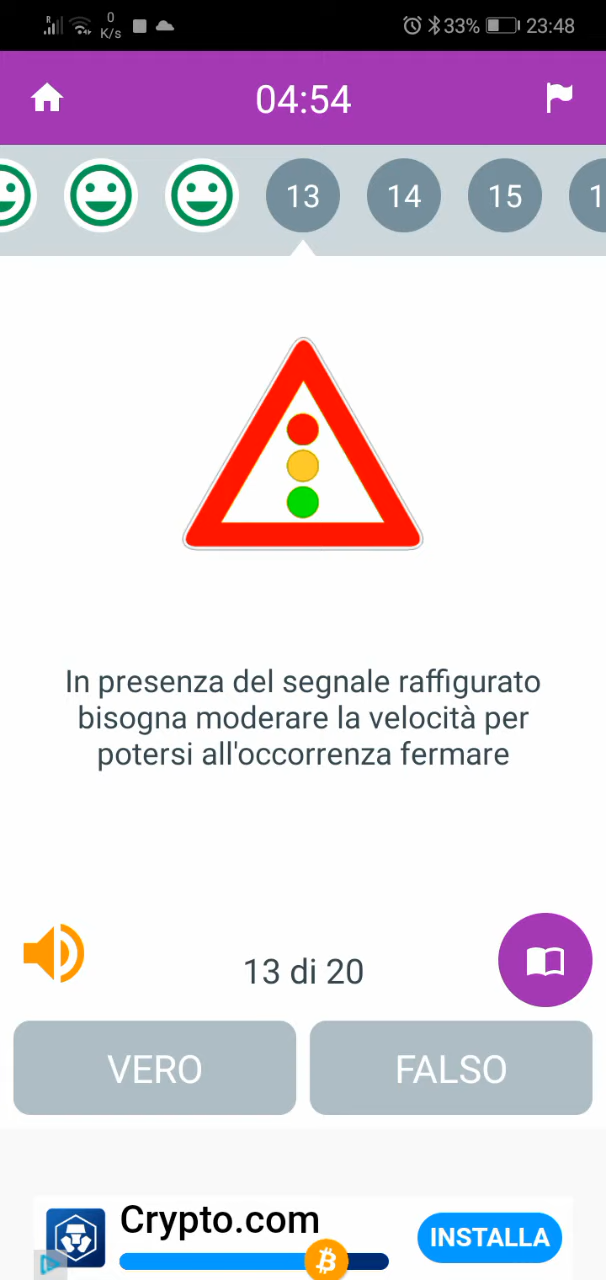 R
0
K/s
33%
23:48
04:54
13
14
15
1
In presenza del segnale raffigurato
bisogna moderare la velocità per
potersi all'occorrenza fermare
13 di 20
VERO
FALSO
Crypto.com
INSTALLA